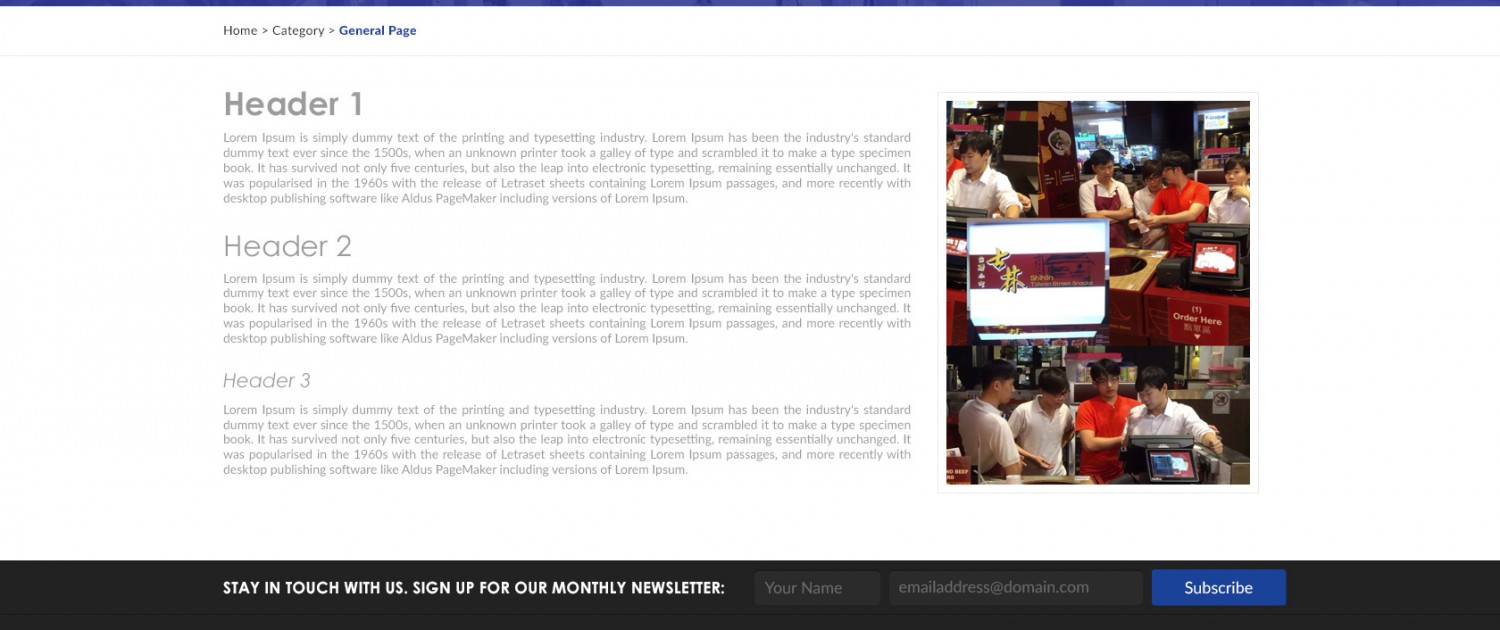 Home > Category > General Page
Header 1
Lorem Ipsum is simply dummy text of the printing and typesetting industry. Lorem Ipsum has been the industry's standard
dummy text ever since the 1500s, when an unknown printer took a galley of type and scrambled it to make a type specimen
book. It has survived not only five centuries, but also the leap into electronic typesetting, remaining essentially unchanged. It
was popularised in the 1960s with the release of Letraset sheets containing Lorem Ipsum passages, and more recently with
desktop publishing software like Aldus PageMaker including versions of Lorem Ipsum.
Header 2
Lorem Ipsum is simply dummy text of the printing and typesetting industry. Lorem Ipsum has been the industry's standard
dummy text ever since the 1500s, when an unknown printer took a galley of type and scrambled it to make a type specimen
book. It has survived not only five centuries, but also the leap into electronic typesetting, remaining essentially unchanged. It
was popularised in the 1960s with the release of Letraset sheets containing Lorem Ipsum passages, and more recently with
desktop publishing software like Aldus PageMaker including versions of Lorem Ipsum.
Header 3
Lorem Ipsum is simply dummy text of the printing and typesetting industry. Lorem Ipsum has been the industry's standard
dummy text ever since the 1500s, when an unknown printer took a galley of type and scrambled it to make a type specimen
book. It has survived not only five centuries, but also the leap into electronic typesetting, remaining essentially unchanged. It
was popularised in the 1960s with the release of Letraset sheets containing Lorem Ipsum passages, and more recently with
desktop publishing software like Aldus PageMaker including versions of Lorem Ipsum.
士林
Shihlin
Taiwan Street Snacks
(1)
Order Here
NO BEEF
STAY IN TOUCH WITH US. SIGN UP FOR OUR MONTHLY NEWSLETTER:
Your Name
emailaddress@domain.com
Subscribe